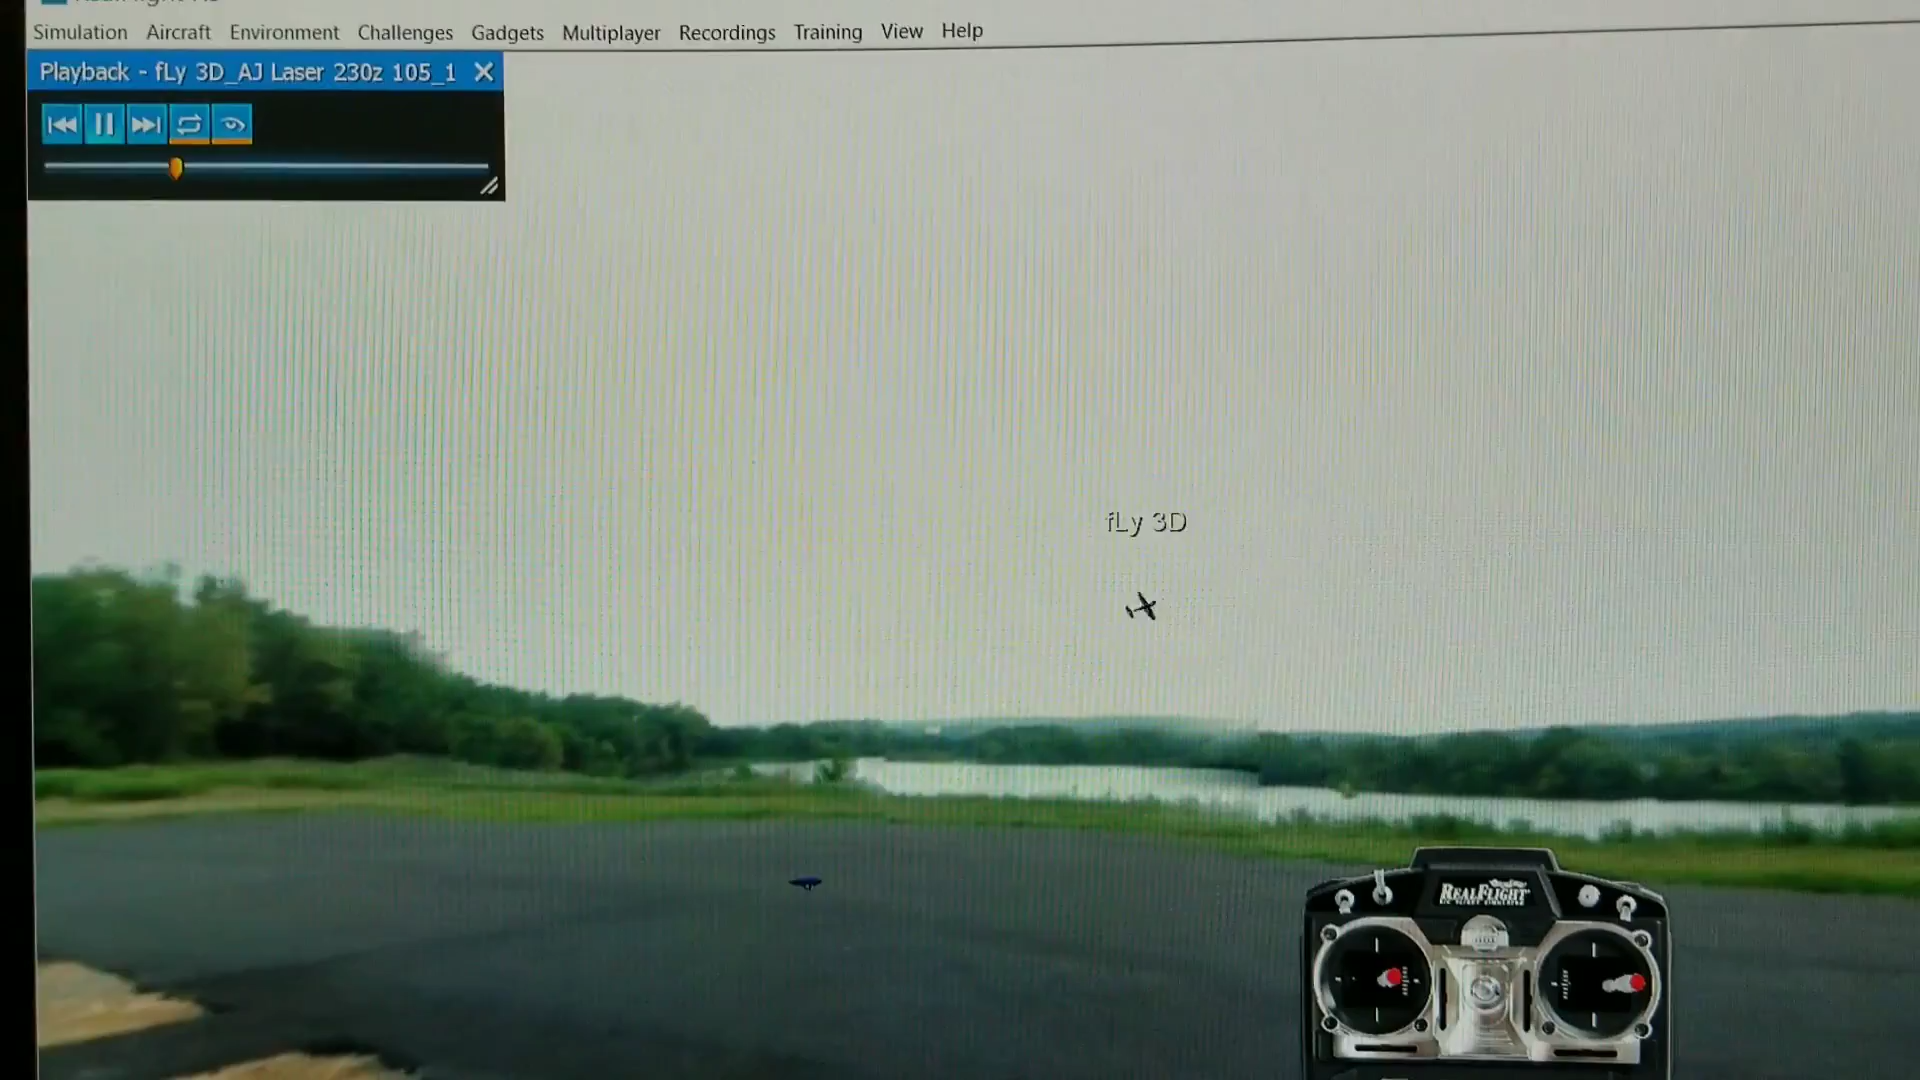 Simulation Aircraft Environment Challenges Gadgets Multiplayer Recordings Training View Help
Playback - fLy 3D_AJ Laser 230z 105_1
fLy 3D
REALFLIGHT